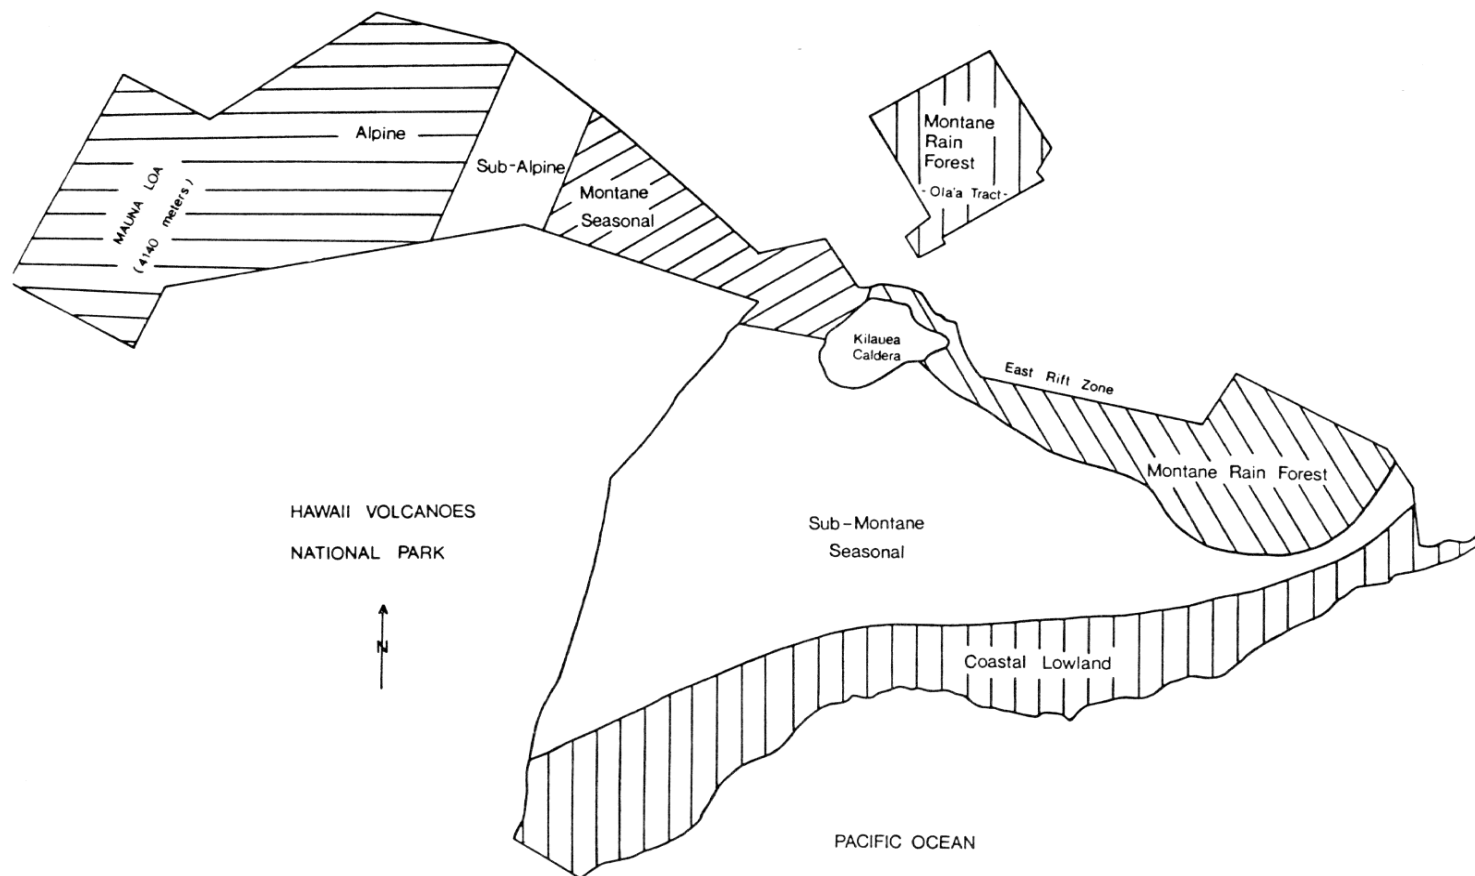 Alpine
Sub-Alpine
Montane
Seasonal
MAUNA LOA
(4140 meters)
Montane
Rain
Forest
- Ola'a Tract -
Kilauea
Caldera
East Rift Zone
Montane Rain Forest
HAWAII VOLCANOES
NATIONAL PARK
N
Sub-Montane
Seasonal
Coastal Lowland
PACIFIC OCEAN